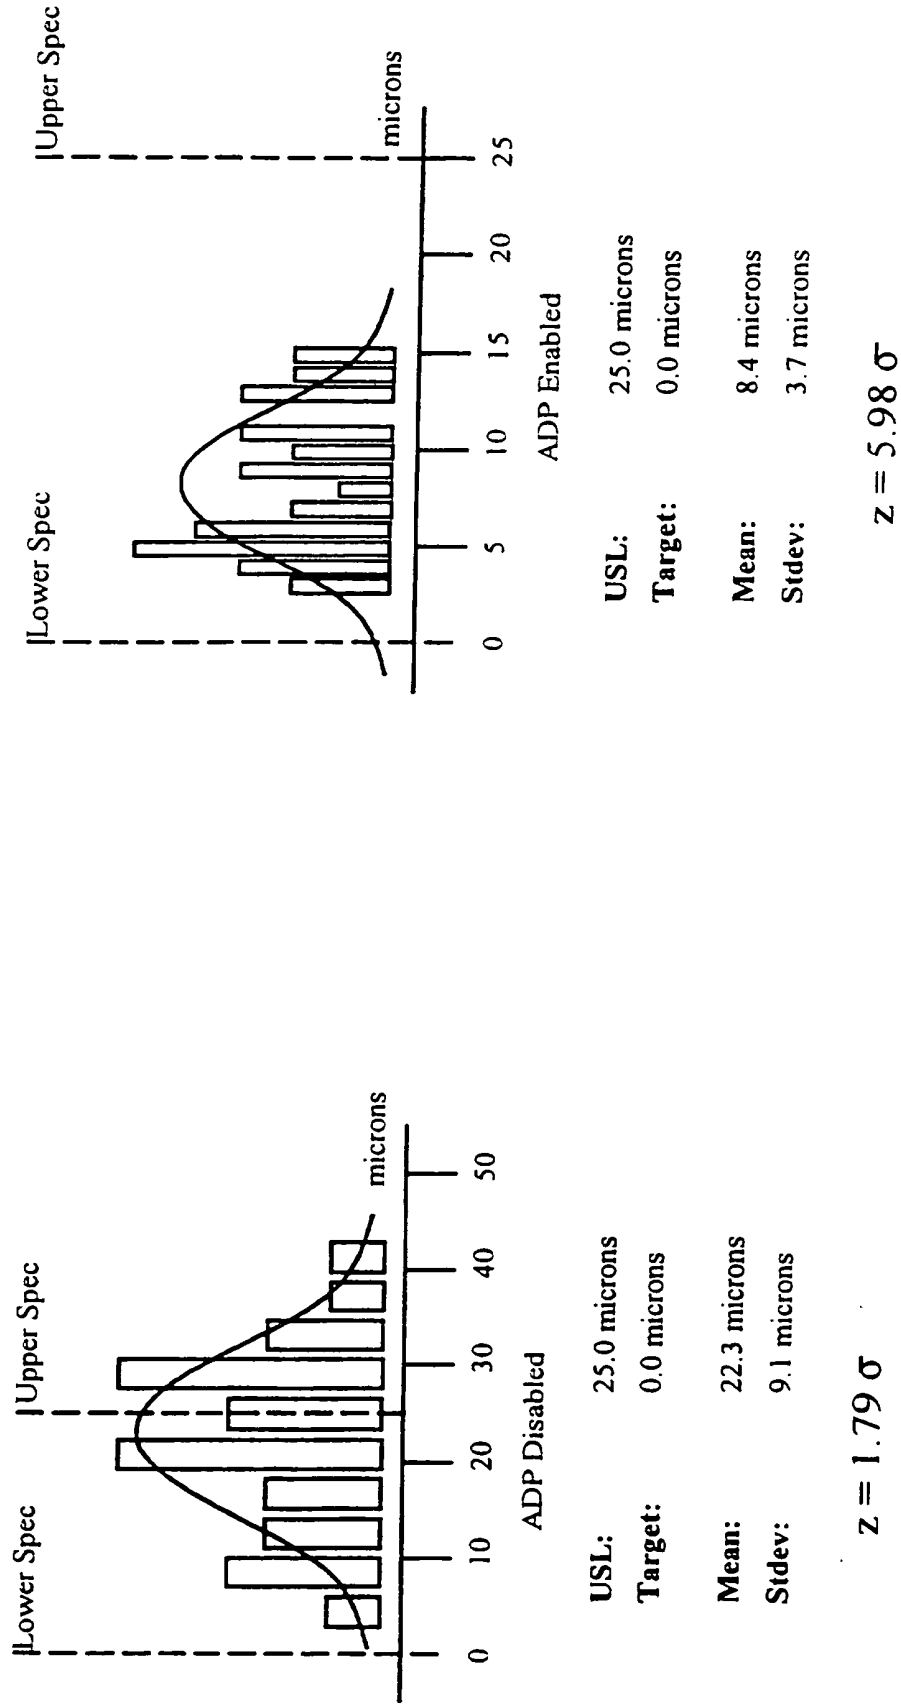 Lower Spec
Upper Spec
microns
0 10 20 30 40 50
ADP Disabled
USL: 25.0 microns
Target: 0.0 microns
Mean: 22.3 microns
Stdev: 9.1 microns
z = 1.79 σ
Lower Spec
Upper Spec
microns
0 5 10 15 20 25
ADP Enabled
USL: 25.0 microns
Target: 0.0 microns
Mean: 8.4 microns
Stdev: 3.7 microns
z = 5.98 σ